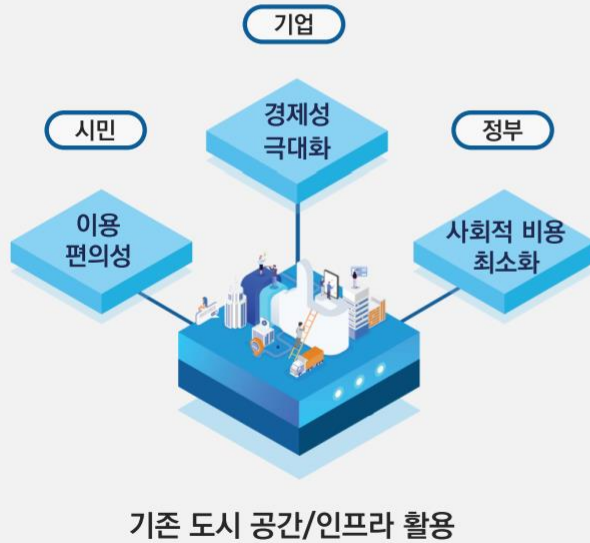 기업
경제성
극대화
시민
이용
편의성
정부
사회적 비용
최소화
기존 도시 공간/인프라 활용